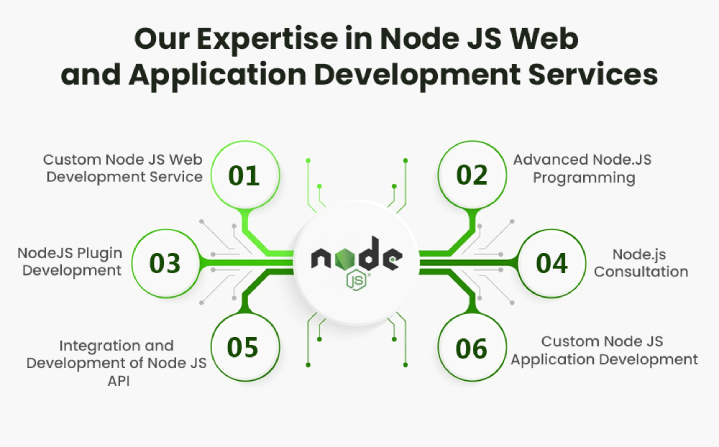 Our Expertise in Node JS Web
and Application Development Services
Custom Node JS Web
Development Service
01
02
Advanced Node.JS
Programming
NodeJS Plugin
Development
03
node
JS
04
Node.js
Consultation
Integration and
Development of Node JS
API
05
06
Custom Node JS
Application Development